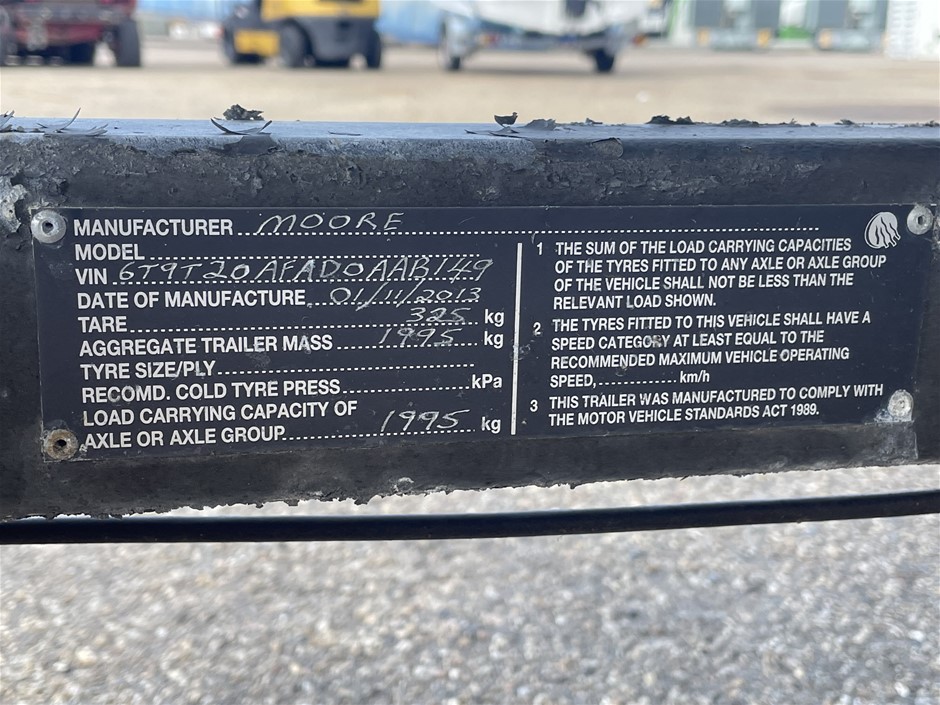 MANUFACTURER MOORE
MODEL
VIN 6T9T20AFAD0AAB149
DATE OF MANUFACTURE 01/11/2013
TARE 325 kg
AGGREGATE TRAILER MASS 1995 kg
TYRE SIZE/PLY
RECOMD. COLD TYRE PRESS kPa
LOAD CARRYING CAPACITY OF
AXLE OR AXLE GROUP 1995 kg
1 THE SUM OF THE LOAD CARRYING CAPACITIES
OF THE TYRES FITTED TO ANY AXLE OR AXLE GROUP
OF THE VEHICLE SHALL NOT BE LESS THAN THE
RELEVANT LOAD SHOWN.
2 THE TYRES FITTED TO THIS VEHICLE SHALL HAVE A
SPEED CATEGORY AT LEAST EQUAL TO THE
RECOMMENDED MAXIMUM VEHICLE OPERATING
SPEED, km/h
3 THIS TRAILER WAS MANUFACTURED TO COMPLY WITH
THE MOTOR VEHICLE STANDARDS ACT 1989.